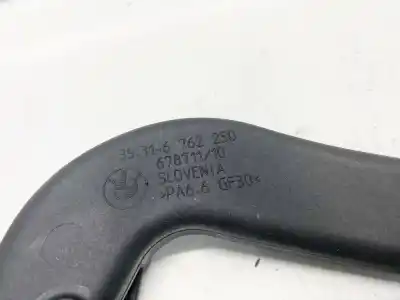 35.11-6 762 250
678711/10
SLOVENIA
>PA6.6 GF30<